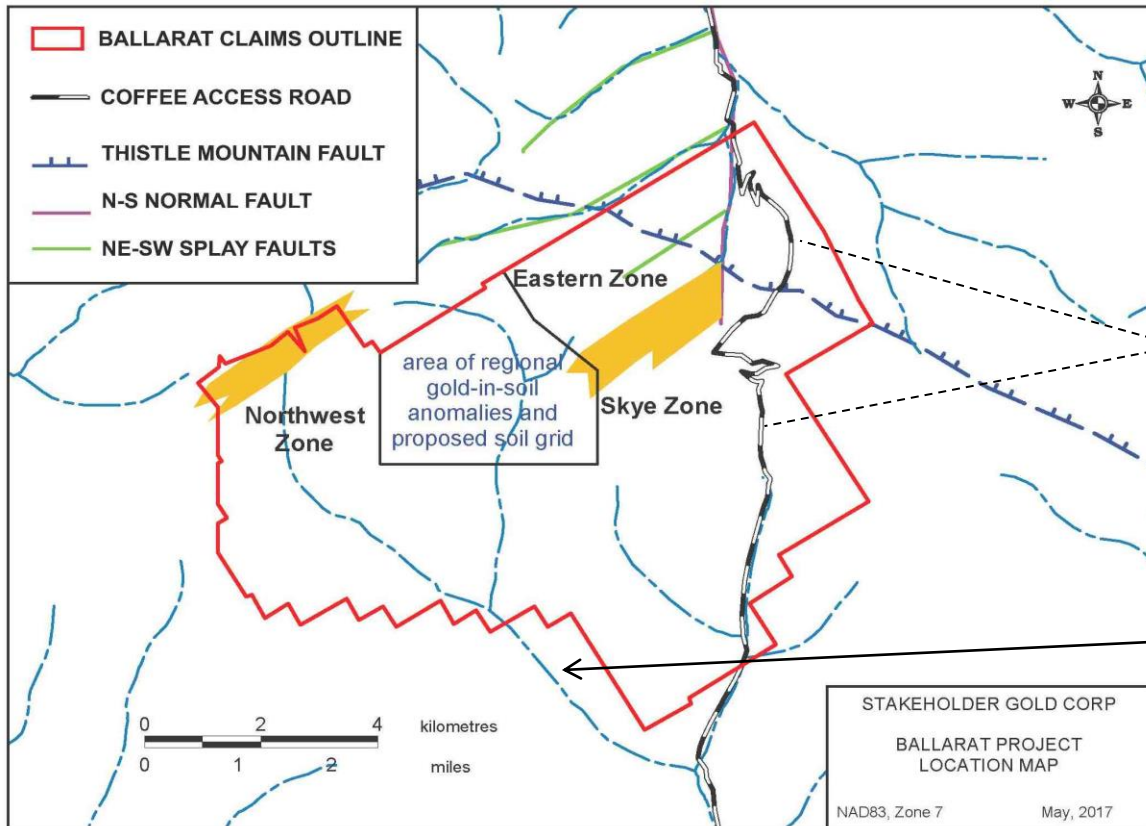 BALLARAT CLAIMS OUTLINE
COFFEE ACCESS ROAD
THISTLE MOUNTAIN FAULT
N-S NORMAL FAULT
NE-SW SPLAY FAULTS
N
W E
S
Eastern Zone
area of regional
gold-in-soil
anomalies and
proposed soil grid
Northwest
Zone
Skye Zone
0 2 4 kilometres
0 1 2 miles
STAKEHOLDER GOLD CORP
BALLARAT PROJECT
LOCATION MAP
NAD83, Zone 7 May, 2017